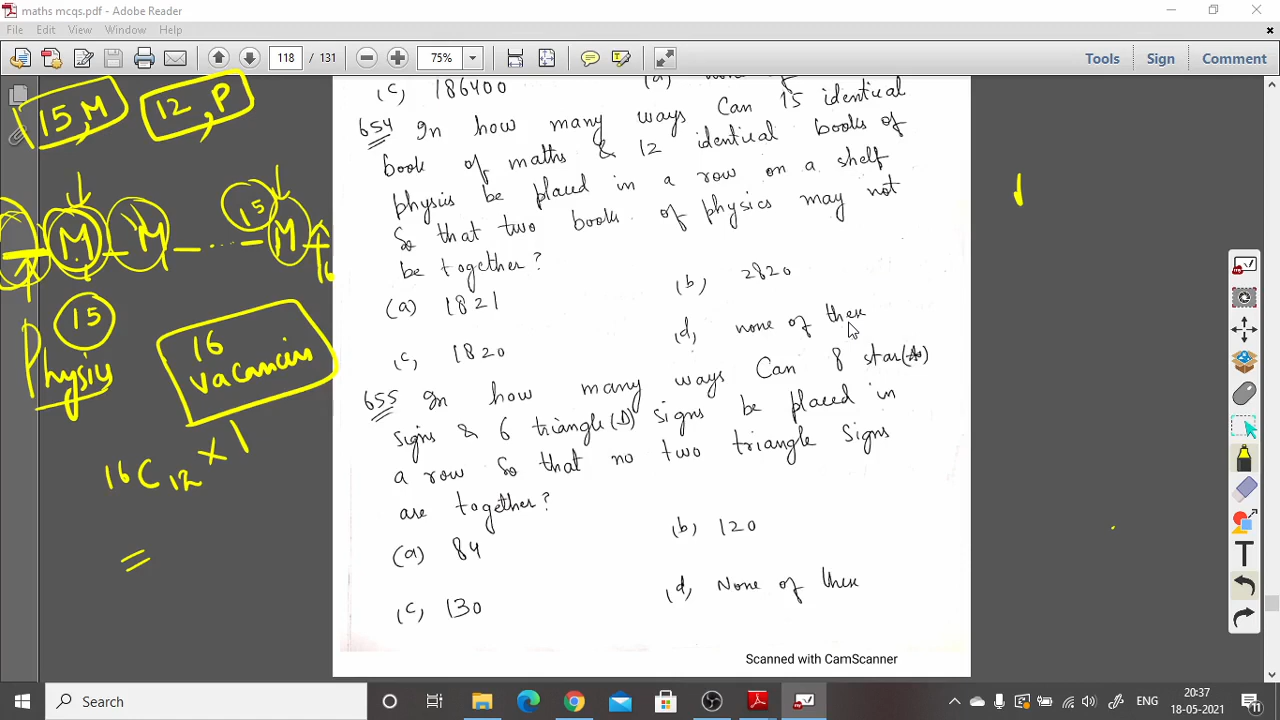 maths mcqs.pdf - Adobe Reader
File Edit View Window Help
118 / 131 75% Tools Sign Comment
(c) 186400
654 In how many ways Can 15 identical
book of maths & 12 identical books of
physics be placed in a row on a shelf
So that two books of physics may not
be together?
(a) 1821
(b) 2820
(c) 1820
(d) none of these
655 In how many ways Can 8 star(☆)
signs & 6 triangle(Δ) signs be placed in
a row So that no two triangle signs
are together?
(a) 84
(b) 120
(c) 130
(d) None of these
Scanned with CamScanner
15, M 12, P
M M 15 M
16
15
Physics
16
vacancies
16C12 × 1
=
Search
ENG
20:37
18-05-2021
11